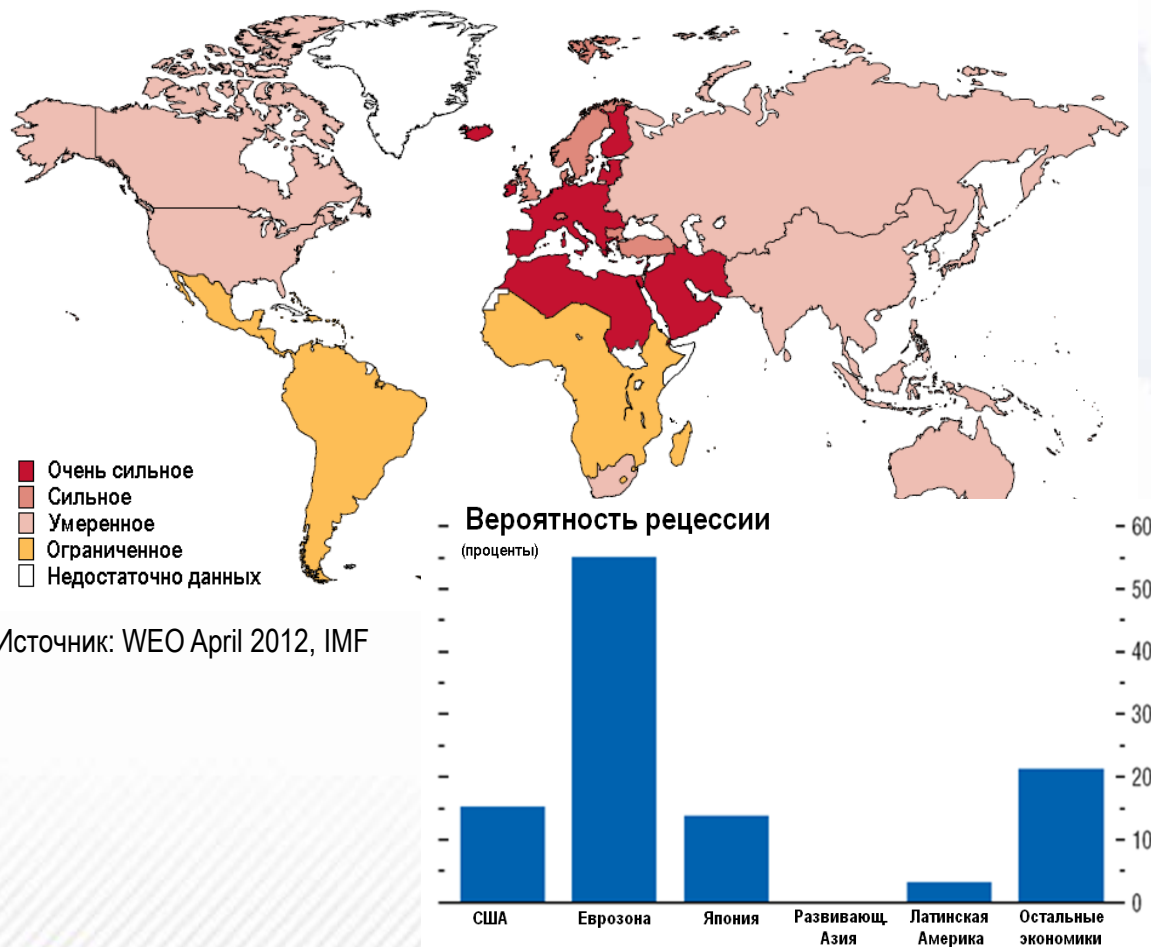 Очень сильное
Сильное
Умеренное
Ограниченное
Недостаточно данных
Источник: WEO April 2012, IMF
Вероятность рецессии
(проценты)
60
50
40
30
20
10
0
США
Еврозона
Япония
Развивающ.
Азия
Латинская
Америка
Остальные
экономики